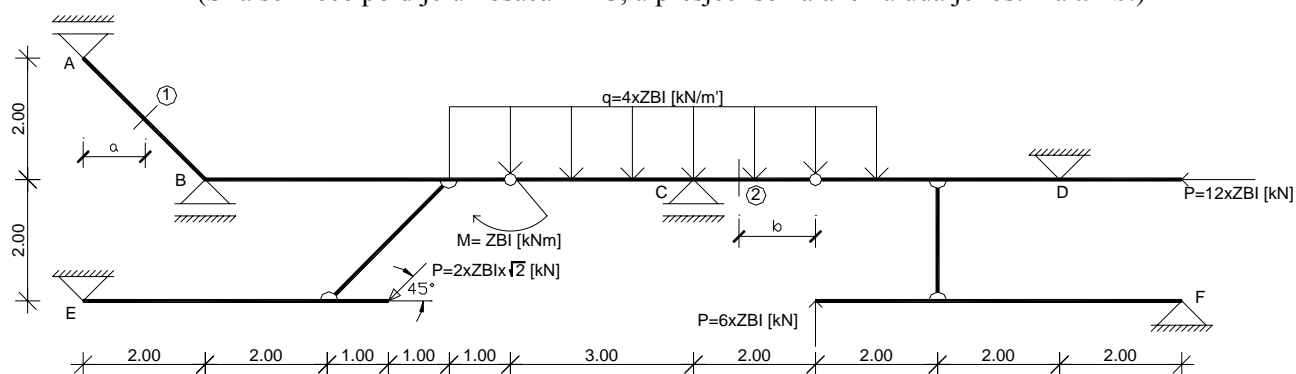 A
1
2.00
a
q=4xZBI [kN/m']
B
C
2
D
P=12xZBI [kN]
b
M= ZBI [kNm]
2.00
P=2xZBIx√2 [kN]
45°
E
P=6xZBI [kN]
F
2.00 2.00 1.00 1.00 1.00 3.00 2.00 2.00 2.00 2.00